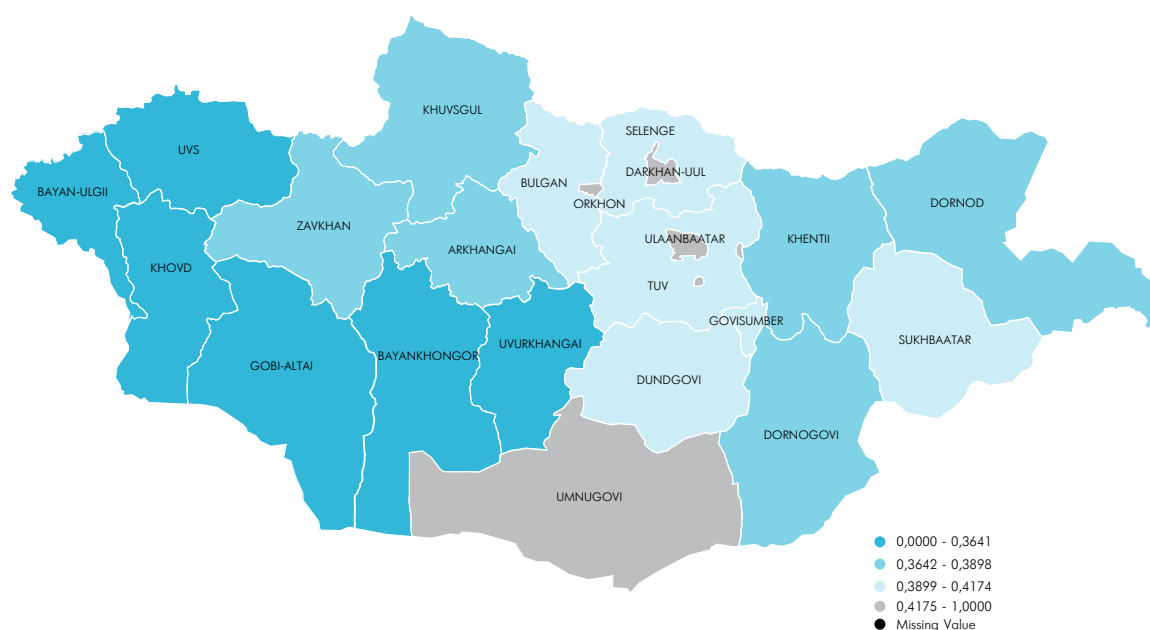 KHUVSGUL
SELENGE
UVS
DARKHAN-UUL
BULGAN
BAYAN-ULGII
ORKHON
DORNOD
ZAVKHAN
ULAANBAATAR
KHENTII
ARKHANGAI
KHOVD
TUV
GOVISUMBER
SUKHBAATAR
UVURKHANGAI
BAYANKHONGOR
GOBI-ALTAI
DUNDGOVI
DORNOGOVI
UMNUGOVI
0,0000 - 0,3641
0,3642 - 0,3898
0,3899 - 0,4174
0,4175 - 1,0000
Missing Value